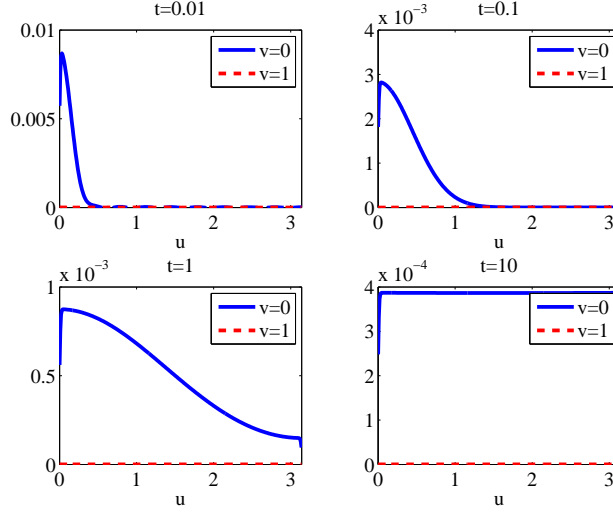 t=0.01
0.01
0.005
0
0 1 2 3
u
v=0
v=1
t=0.1
x 10⁻³
4
3
2
1
0
0 1 2 3
u
v=0
v=1
t=1
x 10⁻³
1
0.5
0
0 1 2 3
u
v=0
v=1
t=10
x 10⁻⁴
4
3
2
1
0
0 1 2 3
u
v=0
v=1